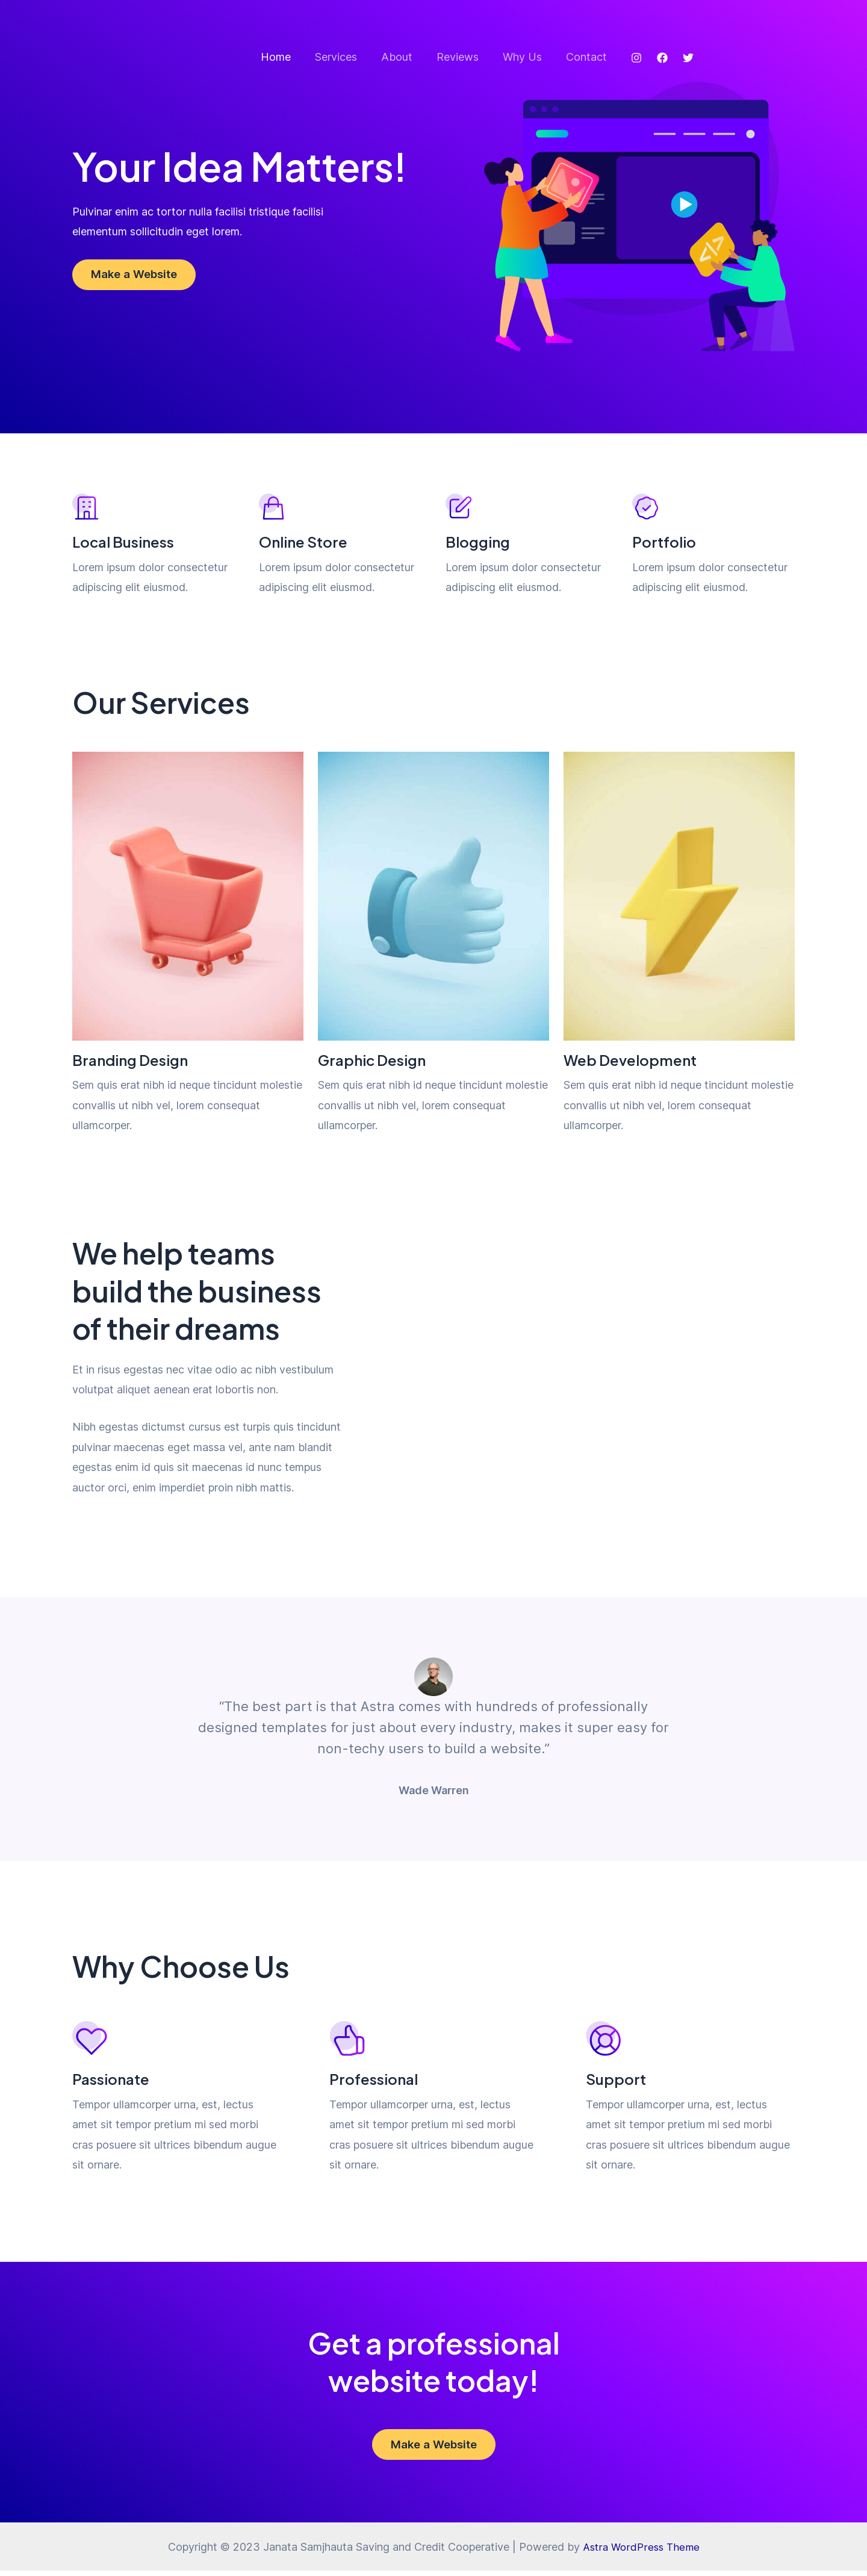 Home Services About Reviews Why Us Contact
Your Idea Matters!
Pulvinar enim ac tortor nulla facilisi tristique facilisi
elementum sollicitudin eget lorem.
Make a Website
Local Business
Lorem ipsum dolor consectetur
adipiscing elit eiusmod.
Online Store
Lorem ipsum dolor consectetur
adipiscing elit eiusmod.
Blogging
Lorem ipsum dolor consectetur
adipiscing elit eiusmod.
Portfolio
Lorem ipsum dolor consectetur
adipiscing elit eiusmod.
Our Services
Branding Design
Sem quis erat nibh id neque tincidunt molestie
convallis ut nibh vel, lorem consequat
ullamcorper.
Graphic Design
Sem quis erat nibh id neque tincidunt molestie
convallis ut nibh vel, lorem consequat
ullamcorper.
Web Development
Sem quis erat nibh id neque tincidunt molestie
convallis ut nibh vel, lorem consequat
ullamcorper.
We help teams
build the business
of their dreams
Et in risus egestas nec vitae odio ac nibh vestibulum
volutpat aliquet aenean erat lobortis non.
Nibh egestas dictumst cursus est turpis quis tincidunt
pulvinar maecenas eget massa vel, ante nam blandit
egestas enim id quis sit maecenas id nunc tempus
auctor orci, enim imperdiet proin nibh mattis.
“The best part is that Astra comes with hundreds of professionally
designed templates for just about every industry, makes it super easy for
non-techy users to build a website.”
Wade Warren
Why Choose Us
Passionate
Tempor ullamcorper urna, est, lectus
amet sit tempor pretium mi sed morbi
cras posuere sit ultrices bibendum augue
sit ornare.
Professional
Tempor ullamcorper urna, est, lectus
amet sit tempor pretium mi sed morbi
cras posuere sit ultrices bibendum augue
sit ornare.
Support
Tempor ullamcorper urna, est, lectus
amet sit tempor pretium mi sed morbi
cras posuere sit ultrices bibendum augue
sit ornare.
Get a professional
website today!
Make a Website
Copyright © 2023 Janata Samjhauta Saving and Credit Cooperative | Powered by Astra WordPress Theme